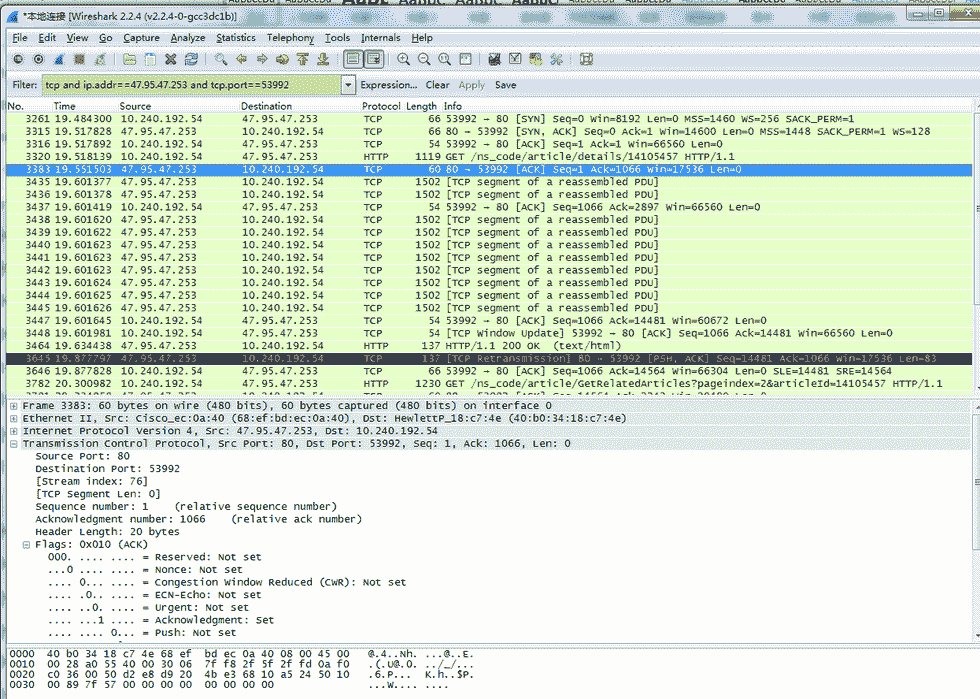 *本地连接 [Wireshark 2.2.4 (v2.2.4-0-gcc3dc1b)]
File Edit View Go Capture Analyze Statistics Telephony Tools Internals Help
Filter: tcp and ip.addr==47.95.47.253 and tcp.port==53992 Expression... Clear Apply Save
No. Time Source Destination Protocol Length Info
3261 19.484300 10.240.192.54 47.95.47.253 TCP 66 53992 → 80 [SYN] Seq=0 Win=8192 Len=0 MSS=1460 WS=256 SACK_PERM=1
3315 19.517828 47.95.47.253 10.240.192.54 TCP 66 80 → 53992 [SYN, ACK] Seq=0 Ack=1 Win=14600 Len=0 MSS=1448 SACK_PERM=1 WS=128
3316 19.517892 10.240.192.54 47.95.47.253 TCP 54 53992 → 80 [ACK] Seq=1 Ack=1 Win=66560 Len=0
3320 19.518139 10.240.192.54 47.95.47.253 HTTP 1119 GET /ns_code/article/details/14105457 HTTP/1.1
3383 19.551503 47.95.47.253 10.240.192.54 TCP 60 80 → 53992 [ACK] Seq=1 Ack=1066 Win=17536 Len=0
3435 19.601377 47.95.47.253 10.240.192.54 TCP 1502 [TCP segment of a reassembled PDU]
3436 19.601378 47.95.47.253 10.240.192.54 TCP 1502 [TCP segment of a reassembled PDU]
3437 19.601419 10.240.192.54 47.95.47.253 TCP 54 53992 → 80 [ACK] Seq=1066 Ack=2897 Win=66560 Len=0
3438 19.601620 47.95.47.253 10.240.192.54 TCP 1502 [TCP segment of a reassembled PDU]
3439 19.601622 47.95.47.253 10.240.192.54 TCP 1502 [TCP segment of a reassembled PDU]
3440 19.601623 47.95.47.253 10.240.192.54 TCP 1502 [TCP segment of a reassembled PDU]
3441 19.601623 47.95.47.253 10.240.192.54 TCP 1502 [TCP segment of a reassembled PDU]
3442 19.601623 47.95.47.253 10.240.192.54 TCP 1502 [TCP segment of a reassembled PDU]
3443 19.601624 47.95.47.253 10.240.192.54 TCP 1502 [TCP segment of a reassembled PDU]
3444 19.601625 47.95.47.253 10.240.192.54 TCP 1502 [TCP segment of a reassembled PDU]
3445 19.601626 47.95.47.253 10.240.192.54 TCP 1502 [TCP segment of a reassembled PDU]
3447 19.601645 10.240.192.54 47.95.47.253 TCP 54 53992 → 80 [ACK] Seq=1066 Ack=14481 Win=60672 Len=0
3448 19.601981 10.240.192.54 47.95.47.253 TCP 54 [TCP Window Update] 53992 → 80 [ACK] Seq=1066 Ack=14481 Win=66560 Len=0
3464 19.634438 47.95.47.253 10.240.192.54 HTTP 137 HTTP/1.1 200 OK (text/html)
3645 19.877797 47.95.47.253 10.240.192.54 TCP 137 [TCP Retransmission] 80 → 53992 [PSH, ACK] Seq=14481 Ack=1066 Win=17536 Len=83
3646 19.877828 10.240.192.54 47.95.47.253 TCP 66 53992 → 80 [ACK] Seq=1066 Ack=14564 Win=66304 Len=0 SLE=14481 SRE=14564
3782 20.300982 10.240.192.54 47.95.47.253 HTTP 1230 GET /ns_code/article/GetRelatedArticles?pageindex=2&articleId=14105457 HTTP/1.1
Frame 3383: 60 bytes on wire (480 bits), 60 bytes captured (480 bits) on interface 0
Ethernet II, Src: Cisco_ec:0a:40 (68:ef:bd:ec:0a:40), Dst: HewlettP_18:c7:4e (40:b0:34:18:c7:4e)
Internet Protocol Version 4, Src: 47.95.47.253, Dst: 10.240.192.54
Transmission Control Protocol, Src Port: 80, Dst Port: 53992, Seq: 1, Ack: 1066, Len: 0
Source Port: 80
Destination Port: 53992
[Stream index: 76]
[TCP Segment Len: 0]
Sequence number: 1 (relative sequence number)
Acknowledgment number: 1066 (relative ack number)
Header Length: 20 bytes
Flags: 0x010 (ACK)
000. .... .... = Reserved: Not set
...0 .... .... = Nonce: Not set
.... 0... .... = Congestion Window Reduced (CWR): Not set
.... .0.. .... = ECN-Echo: Not set
.... ..0. .... = Urgent: Not set
.... ...1 .... = Acknowledgment: Set
.... .... 0... = Push: Not set
0000 40 b0 34 18 c7 4e 68 ef bd ec 0a 40 08 00 45 00 @.4..Nh. ...@..E.
0010 00 28 a0 55 40 00 30 06 7f f8 2f 5f 2f fd 0a f0 .(.U@.0. ../_/...
0020 c0 36 00 50 d2 e8 d9 20 4b e3 68 10 a5 24 50 10 .6.P... K.h..$P.
0030 00 89 7f 57 00 00 00 00 00 00 00 00 ...W.... ....